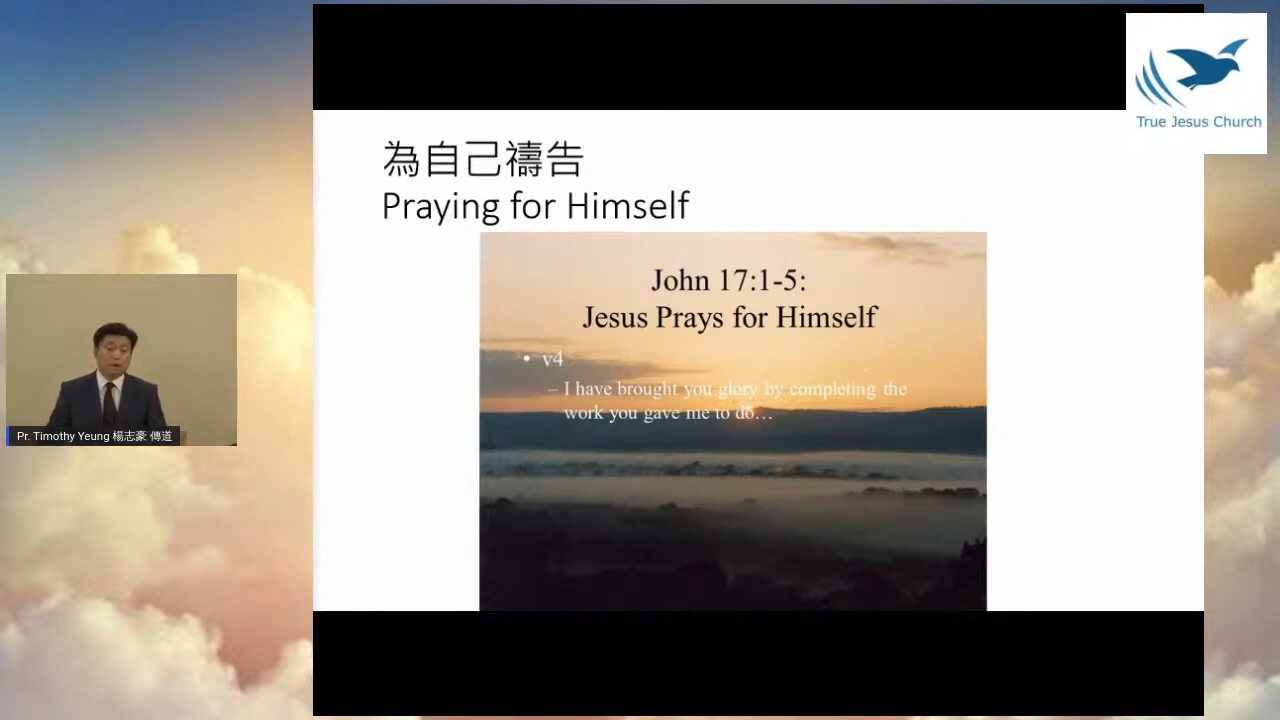 True Jesus Church
為自己禱告
Praying for Himself
John 17:1-5:
Jesus Prays for Himself
• v4
– I have brought you glory by completing the
work you gave me to do…
Pr. Timothy Yeung 楊志豪 傳道